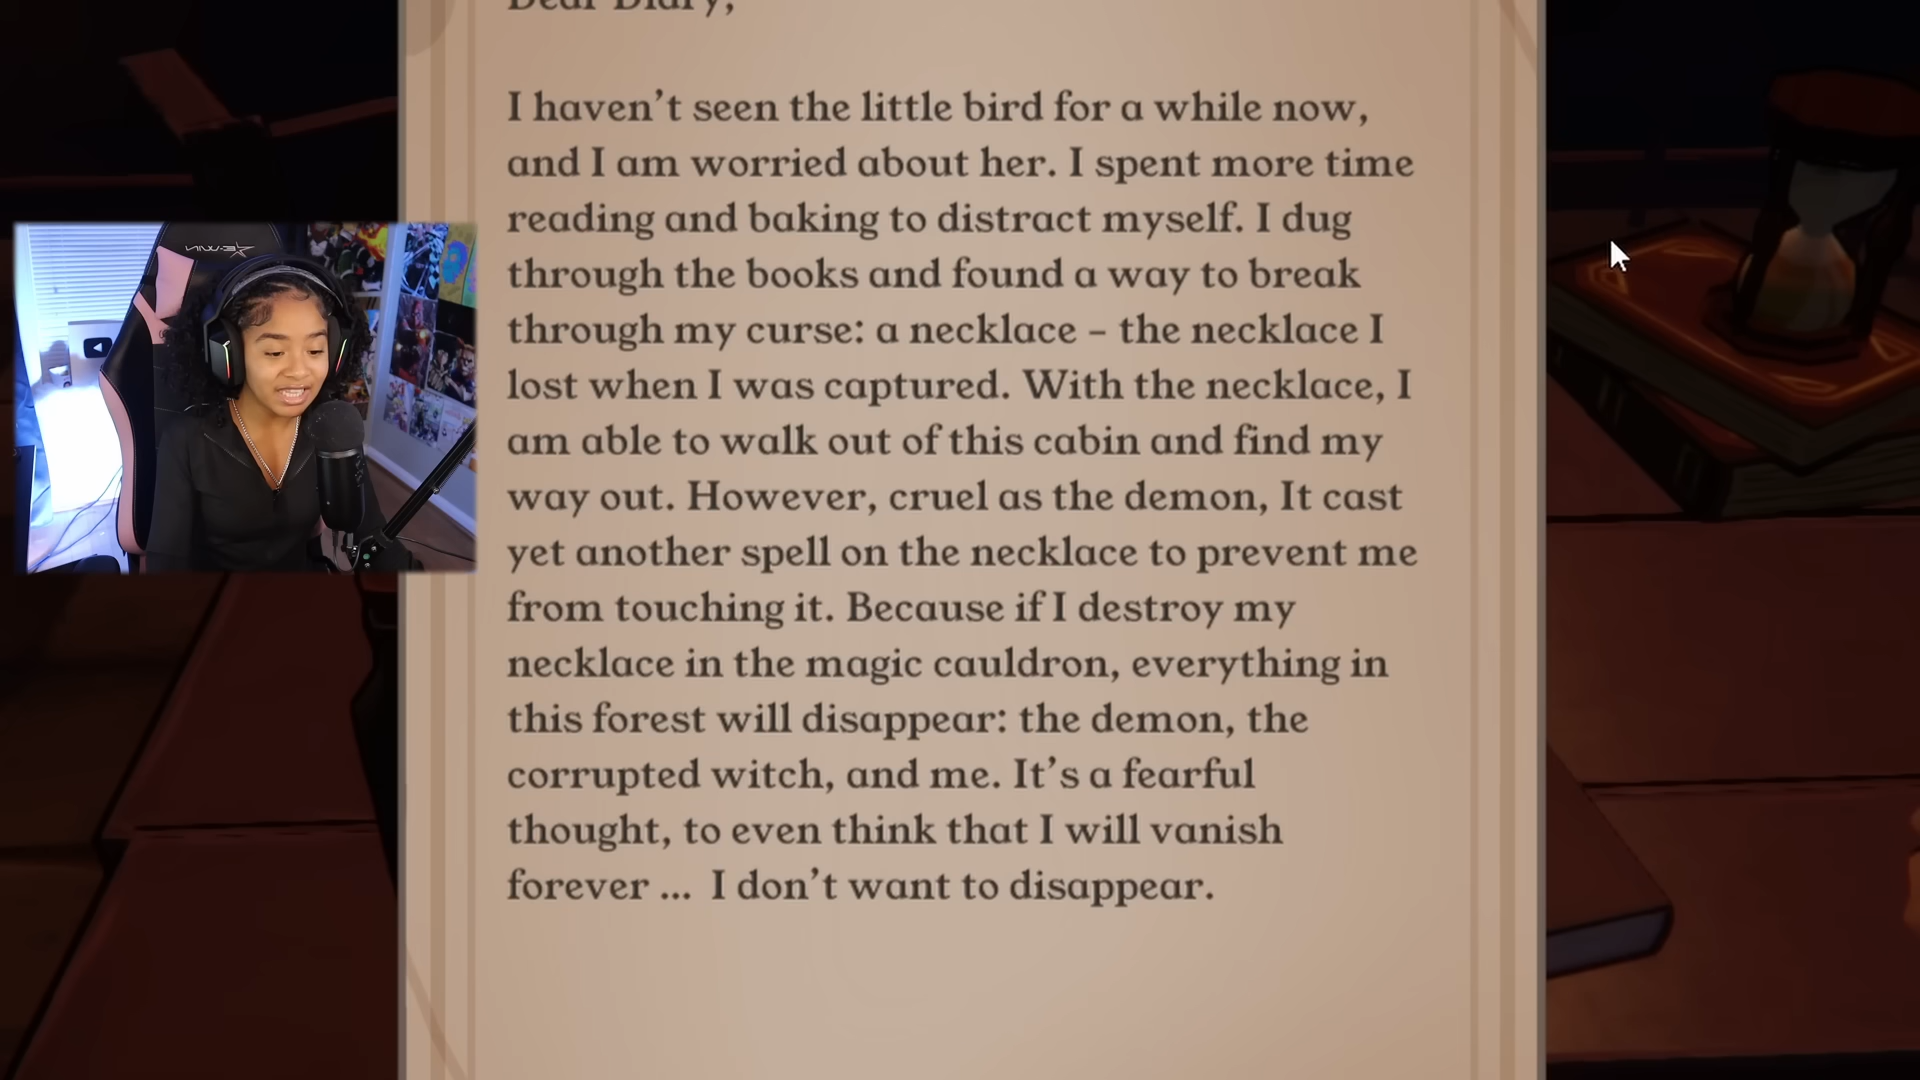 Dear Diary,
I haven’t seen the little bird for a while now,
and I am worried about her. I spent more time
reading and baking to distract myself. I dug
through the books and found a way to break
through my curse: a necklace – the necklace I
lost when I was captured. With the necklace, I
am able to walk out of this cabin and find my
way out. However, cruel as the demon, It cast
yet another spell on the necklace to prevent me
from touching it. Because if I destroy my
necklace in the magic cauldron, everything in
this forest will disappear: the demon, the
corrupted witch, and me. It’s a fearful
thought, to even think that I will vanish
forever ... I don’t want to disappear.